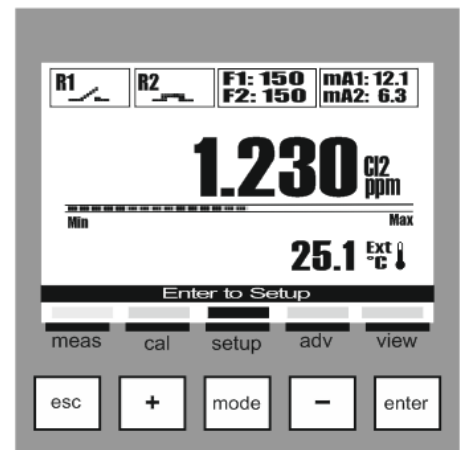 R1 R2 F1: 150 mA1: 12.1
F2: 150 mA2: 6.3
1.230 Cl2
ppm
Min Max
25.1 Ext
°C
Enter to Setup
meas cal setup adv view
esc + mode - enter